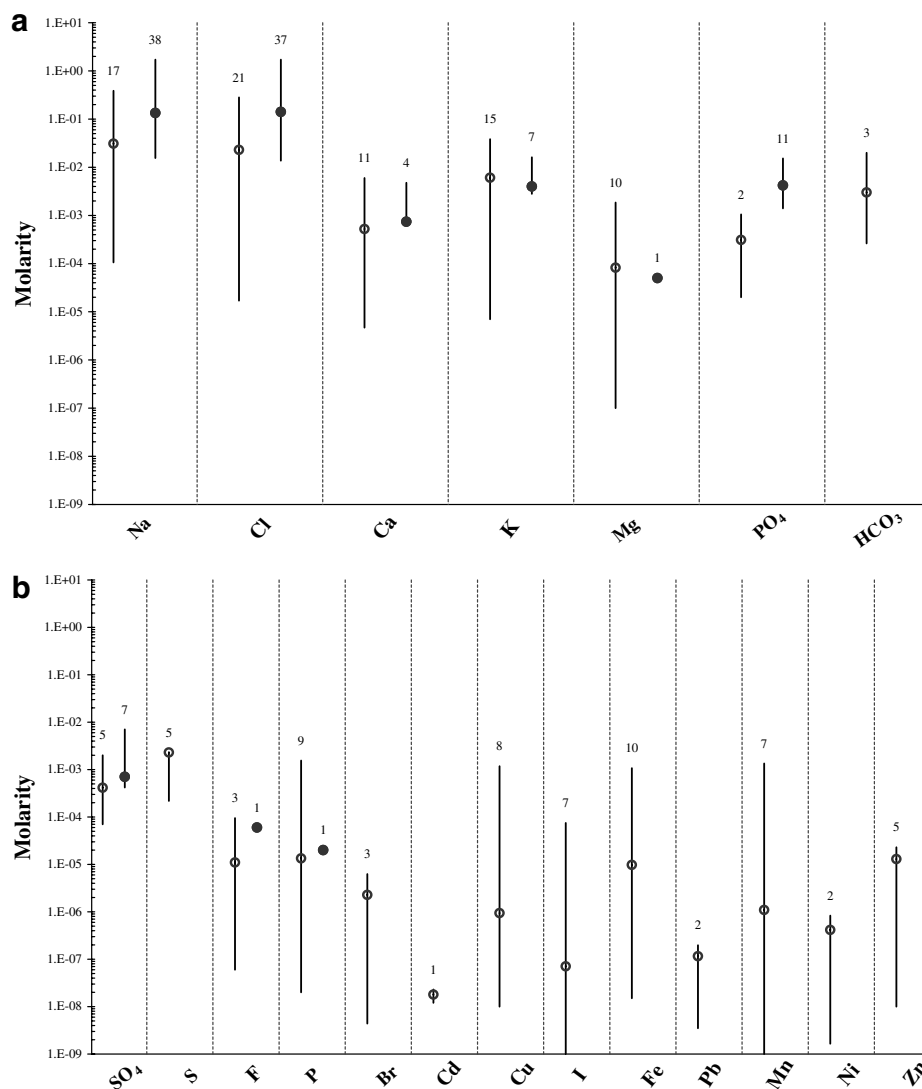 a
1.E+01
1.E+00
1.E-01
1.E-02
1.E-03
1.E-04
1.E-05
1.E-06
1.E-07
1.E-08
1.E-09
Molarity
17 38 21 37 11 4 15 7 10 1 2 11 3
Na Cl Ca K Mg PO₄ HCO₃
b
1.E+01
1.E+00
1.E-01
1.E-02
1.E-03
1.E-04
1.E-05
1.E-06
1.E-07
1.E-08
1.E-09
Molarity
5 7 5 3 1 9 1 3 1 8 7 10 2 7 2 5
SO₄ S F P Br Cd Cu I Fe Pb Mn Ni Zn